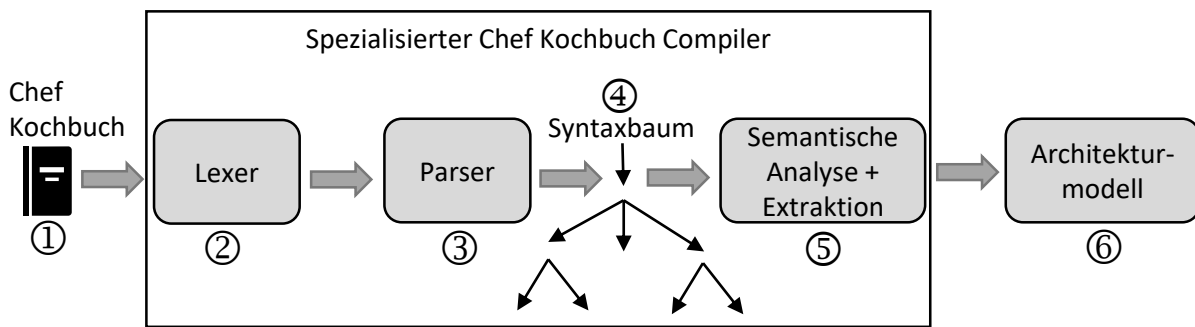 Spezialisierter Chef Kochbuch Compiler
Chef
Kochbuch
①
Lexer
②
Parser
③
④
Syntaxbaum
Semantische
Analyse +
Extraktion
⑤
Architektur-
modell
⑥